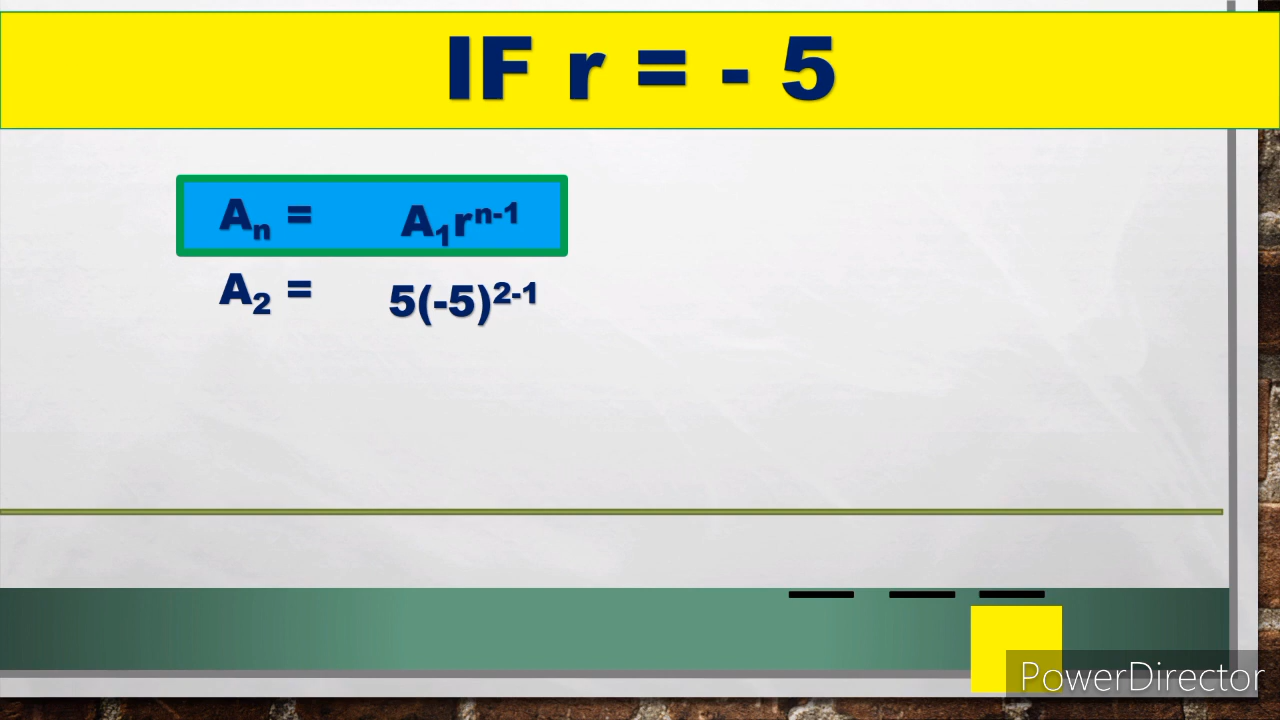 IF r = - 5
Aₙ = A₁rⁿ⁻¹
A₂ = 5(-5)²⁻¹
PowerDirector